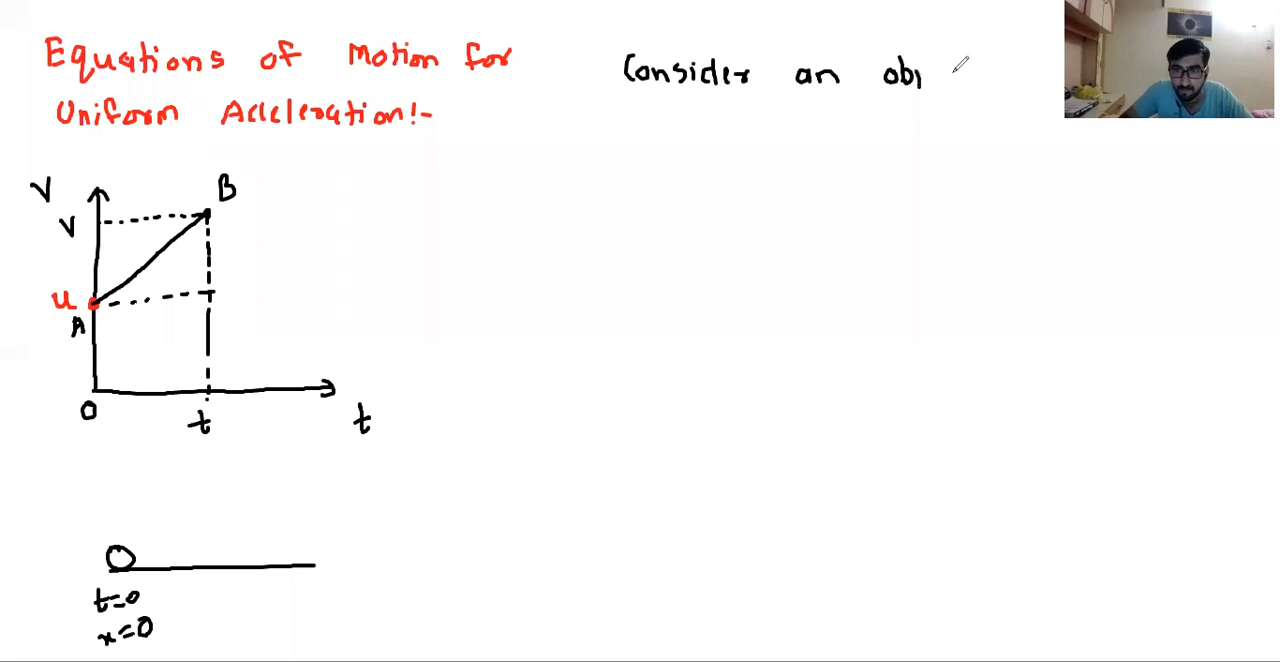 Equations of Motion for
Uniform Acceleration!-
Consider an obj
V
B
V
u
A
0
t
t
t=0
x=0